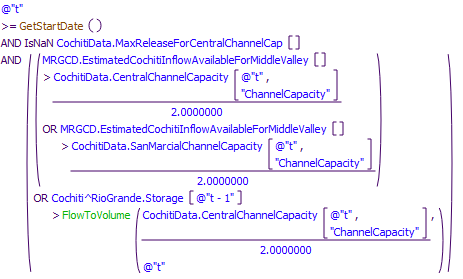 @"t"
>= GetStartDate ()
AND IsNaN CochitiData.MaxReleaseForCentralChannelCap []
AND MRGCD.EstimatedCochitiInflowAvailableForMiddleValley []
> CochitiData.CentralChannelCapacity [ @"t" ,
"ChannelCapacity" ]
2.0000000
OR MRGCD.EstimatedCochitiInflowAvailableForMiddleValley []
> CochitiData.SanMarcialChannelCapacity [ @"t" ,
"ChannelCapacity" ]
2.0000000
OR Cochiti^RioGrande.Storage [ @"t - 1" ]
> FlowToVolume ( CochitiData.CentralChannelCapacity [ @"t" ,
"ChannelCapacity" ] ,
2.0000000
@"t" )